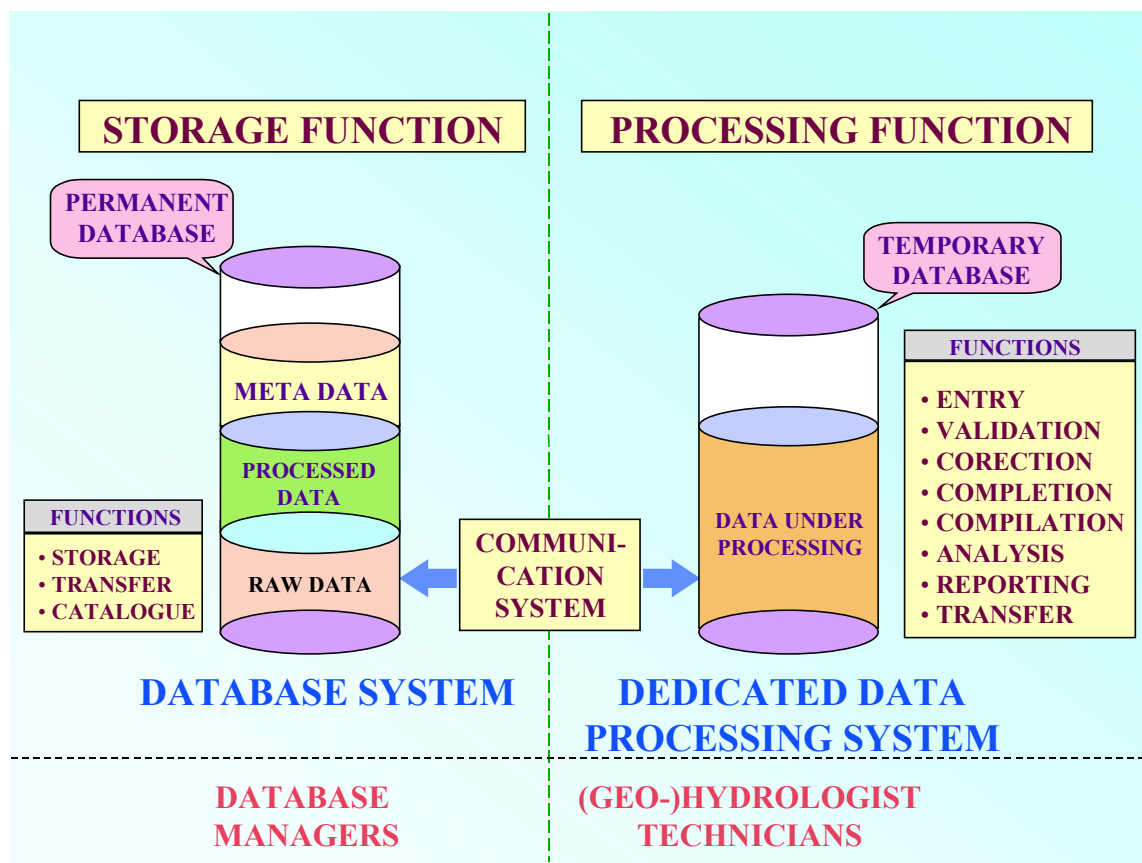 STORAGE FUNCTION
PERMANENT
DATABASE
META DATA
PROCESSED
DATA
RAW DATA
FUNCTIONS
• STORAGE
• TRANSFER
• CATALOGUE
DATABASE SYSTEM
DATABASE
MANAGERS
COMMUNI-
CATION
SYSTEM
PROCESSING FUNCTION
TEMPORARY
DATABASE
DATA UNDER
PROCESSING
FUNCTIONS
• ENTRY
• VALIDATION
• CORECTION
• COMPLETION
• COMPILATION
• ANALYSIS
• REPORTING
• TRANSFER
DEDICATED DATA
PROCESSING SYSTEM
(GEO-)HYDROLOGIST
TECHNICIANS